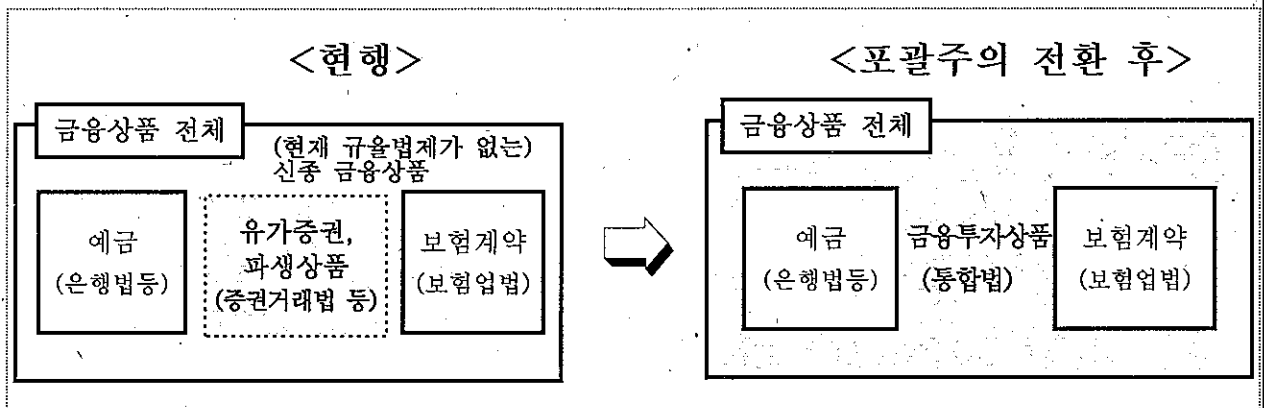 <현행>
금융상품 전체
(현재 규율법제가 없는)
신종 금융상품
예금
(은행법등)
유가증권,
파생상품
(증권거래법 등)
보험계약
(보험업법)
<포괄주의 전환 후>
금융상품 전체
예금
(은행법등)
금융투자상품
(통합법)
보험계약
(보험업법)